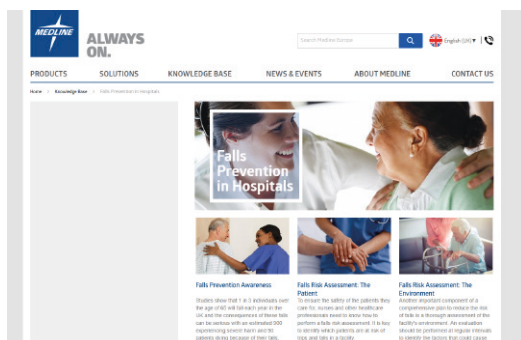 MEDLINE
ALWAYS
ON.
Search Medline Europe
English (UK)
PRODUCTS SOLUTIONS KNOWLEDGE BASE NEWS & EVENTS ABOUT MEDLINE CONTACT US
Home > Knowledge Base > Falls Prevention in Hospitals
Falls
Prevention
in Hospitals
Falls Prevention Awareness
Studies show that 1 in 3 individuals over
the age of 65 will fall each year in the
UK and the consequences of these falls
can be serious with an estimated 900
experiencing severe harm and 90
patients dying because of their falls.
Falls Risk Assessment: The
Patient
To ensure the safety of the patients they
care for, nurses and other healthcare
professionals need to know how to
perform a falls risk assessment. It is key
to identify which patients are at risk of
risk and falls in a facility
Falls Risk Assessment: The
Environment
Another important component of a
comprehensive plan to reduce the risk
of falls is a thorough assessment of the
facility's environment. An evaluation
should be performed at regular intervals
to identify the factors that could cause